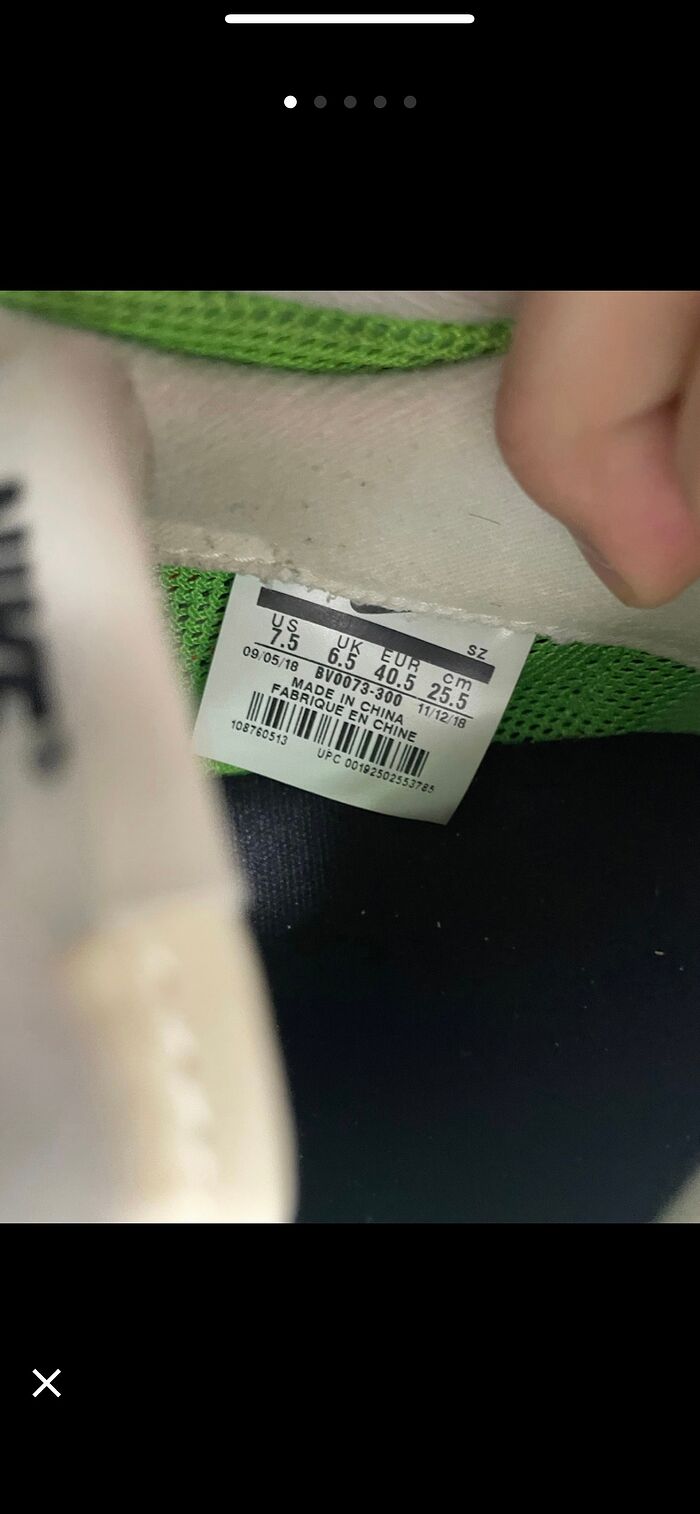 NIKE
SZ
US UK EUR cm
7.5 6.5 40.5 25.5
09/05/18 BV0073-300 11/12/18
MADE IN CHINA
FABRIQUE EN CHINE
108760513 UPC 00192502553785